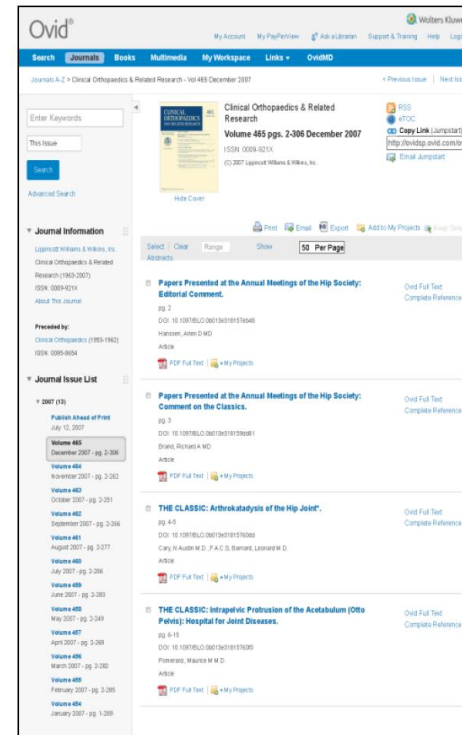 Ovid®
Wolters Kluwe
My Account My PayPerView Ask a Librarian Support & Training Help Logo
Search Journals Books Multimedia My Workspace Links OvidMD
Journals A-Z > Clinical Orthopaedics & Related Research - Vol 465 December 2007
< Previous Issue | Next Iss
Enter Keywords
This Issue
Search
Advanced Search
CLINICAL ORTHOPAEDICS
Hide Cover
Clinical Orthopaedics & Related
Research
Volume 465 pgs. 2-306 December 2007
ISSN: 0009-921X
(C) 2007 Lippincott Williams & Wilkins, Inc.
RSS
eTOC
Copy Link (Jumpstart)
http://ovidsp.ovid.com/ov
Email Jumpstart
Print Email Export Add to My Projects
Select | Clear Range Show 50 Per Page
Abstracts
Journal Information
Lippincott Williams & Wilkins, Inc.
Clinical Orthopaedics & Related
Research (1963-2007)
ISSN: 0009-921X
About This Journal
Preceded by:
Clinical Orthopaedics (1953-1962)
ISSN: 0095-8654
Journal Issue List
2007 (13)
Publish Ahead of Print
July 12, 2007
Volume 465
December 2007 - pg. 2-306
Volume 464
November 2007 - pg. 2-262
Volume 463
October 2007 - pg. 2-251
Volume 462
September 2007 - pg. 2-266
Volume 461
August 2007 - pg. 2-277
Volume 460
July 2007 - pg. 2-286
Volume 459
June 2007 - pg. 2-283
Volume 458
May 2007 - pg. 2-249
Volume 457
April 2007 - pg. 2-268
Volume 456
March 2007 - pg. 2-282
Volume 455
February 2007 - pg. 2-285
Volume 454
January 2007 - pg. 1-289
Papers Presented at the Annual Meetings of the Hip Society:
Editorial Comment.
pg. 2
Hanssen, Arlen D MD
Article
PDF Full Text | + My Projects
Ovid Full Text
Complete Reference
Papers Presented at the Annual Meetings of the Hip Society:
Comment on the Classics.
pg. 3
Brand, Richard A MD
Article
PDF Full Text | + My Projects
Ovid Full Text
Complete Reference
THE CLASSIC: Arthrokatadysis of the Hip Joint*.
pg. 4-5
Article
PDF Full Text | + My Projects
Ovid Full Text
Complete Reference
THE CLASSIC: Intrapelvic Protrusion of the Acetabulum (Otto
Pelvis): Hospital for Joint Diseases.
pg. 6-15
Pomeranz, Maurice M M.D.
Article
PDF Full Text | + My Projects
Ovid Full Text
Complete Reference